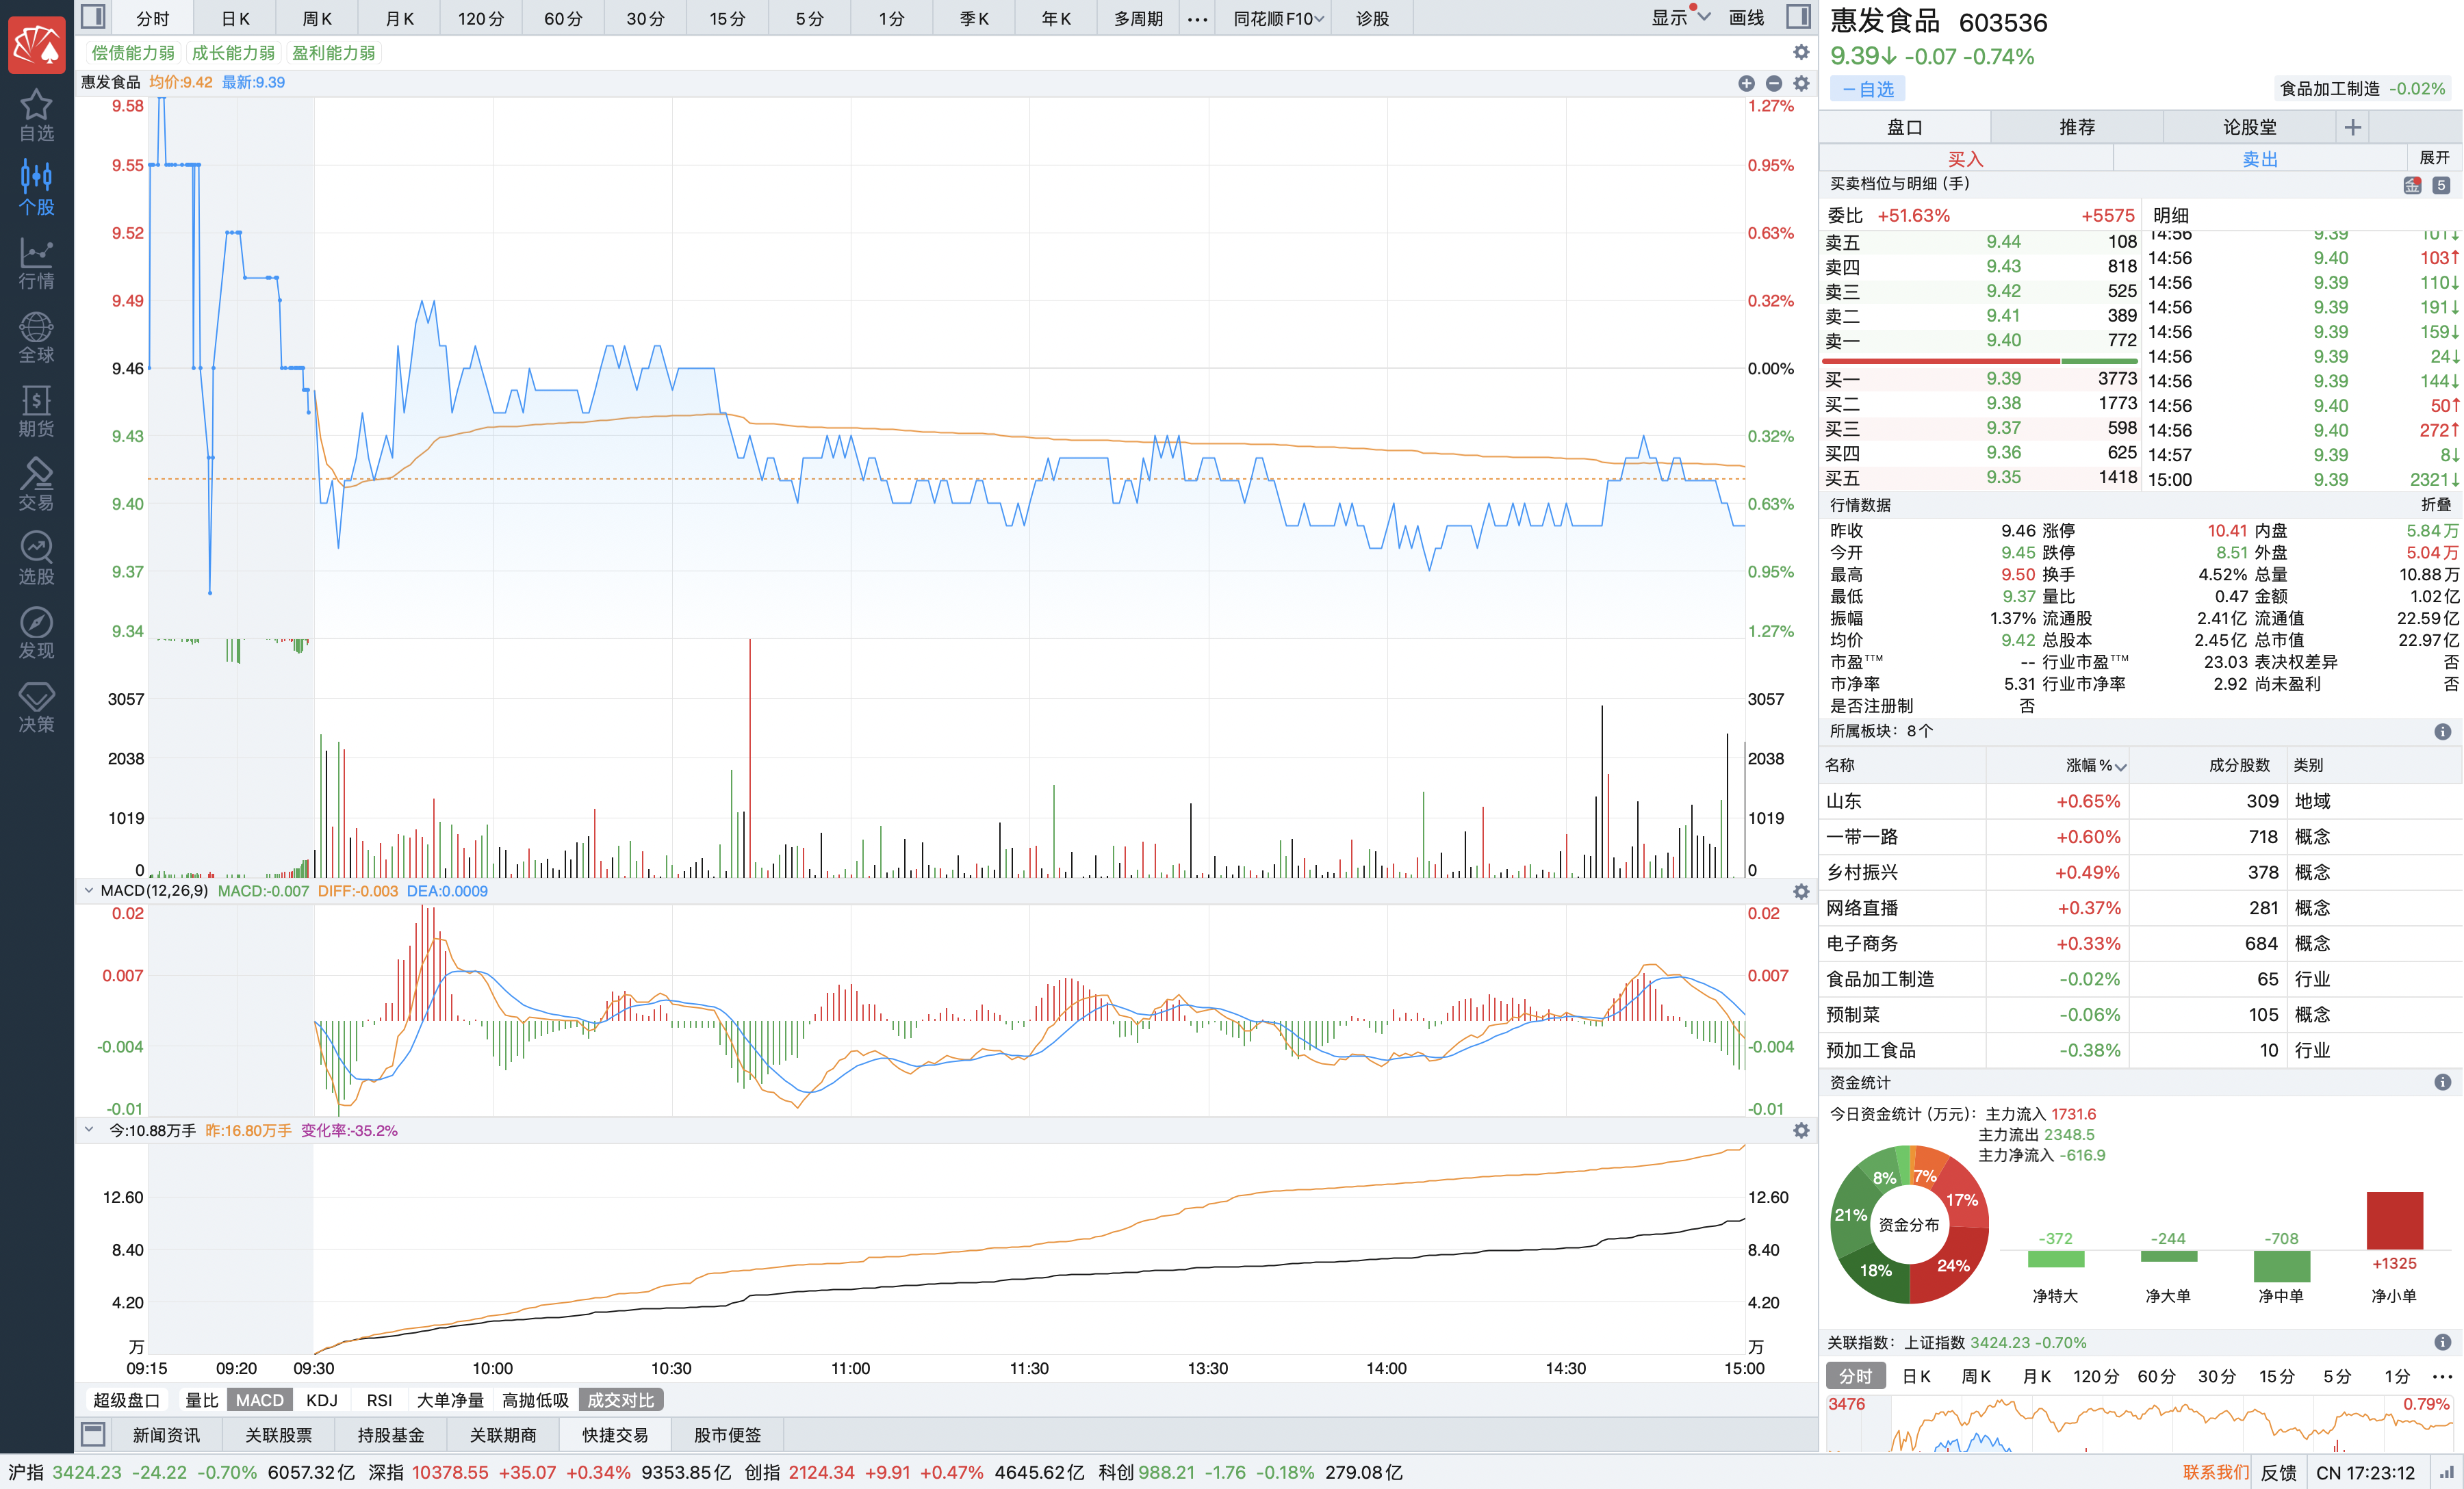 分时 日K 周K 月K 120分 60分 30分 15分 5分 1分 季K 年K 多周期 ··· 同花顺F10 诊股 显示 画线
偿债能力弱 成长能力弱 盈利能力弱
惠发食品 均价:9.42 最新:9.39
自选
个股
行情
全球
期货
交易
选股
发现
决策
9.58 1.27%
9.55 0.95%
9.52 0.63%
9.49 0.32%
9.46 0.00%
9.43 0.32%
9.40 0.63%
9.37 0.95%
9.34 1.27%
3057 3057
2038 2038
1019 1019
0 0
MACD(12,26,9) MACD:-0.007 DIFF:-0.003 DEA:0.0009
0.02 0.02
0.007 0.007
-0.004 -0.004
-0.01 -0.01
今:10.88万手 昨:16.80万手 变化率:-35.2%
12.60 12.60
8.40 8.40
4.20 4.20
万 万
09:15 09:20 09:30 10:00 10:30 11:00 11:30 13:30 14:00 14:30 15:00
超级盘口 量比 MACD KDJ RSI 大单净量 高抛低吸 成交对比
新闻资讯 关联股票 持股基金 关联期商 快捷交易 股市便签
惠发食品 603536
9.39↓ -0.07 -0.74%
－自选 食品加工制造 -0.02%
盘口 推荐 论股堂 +
买入 卖出 展开
买卖档位与明细 (手) 金 5
委比 +51.63% +5575 明细
卖五 9.44 108
卖四 9.43 818
卖三 9.42 525
卖二 9.41 389
卖一 9.40 772
买一 9.39 3773
买二 9.38 1773
买三 9.37 598
买四 9.36 625
买五 9.35 1418
14:56 9.39 101↓
14:56 9.40 103↑
14:56 9.39 110↓
14:56 9.39 191↓
14:56 9.39 159↓
14:56 9.39 24↓
14:56 9.39 144↓
14:56 9.40 50↑
14:56 9.40 272↑
14:57 9.39 8↓
15:00 9.39 2321↓
行情数据 折叠
昨收 9.46 涨停 10.41 内盘 5.84万
今开 9.45 跌停 8.51 外盘 5.04万
最高 9.50 换手 4.52% 总量 10.88万
最低 9.37 量比 0.47 金额 1.02亿
振幅 1.37% 流通股 2.41亿 流通值 22.59亿
均价 9.42 总股本 2.45亿 总市值 22.97亿
市盈TTM -- 行业市盈TTM 23.03 表决权差异 否
市净率 5.31 行业市净率 2.92 尚未盈利 否
是否注册制 否
所属板块：8个
名称 涨幅% 成分股数 类别
山东 +0.65% 309 地域
一带一路 +0.60% 718 概念
乡村振兴 +0.49% 378 概念
网络直播 +0.37% 281 概念
电子商务 +0.33% 684 概念
食品加工制造 -0.02% 65 行业
预制菜 -0.06% 105 概念
预加工食品 -0.38% 10 行业
资金统计
今日资金统计 (万元)： 主力流入 1731.6
主力流出 2348.5
主力净流入 -616.9
8% 7% 17% 24% 18% 21%
资金分布
-372 -244 -708 +1325
净特大 净大单 净中单 净小单
关联指数： 上证指数 3424.23 -0.70%
分时 日K 周K 月K 120分 60分 30分 15分 5分 1分 ···
3476 0.79%
沪指 3424.23 -24.22 -0.70% 6057.32亿 深指 10378.55 +35.07 +0.34% 9353.85亿 创指 2124.34 +9.91 +0.47% 4645.62亿 科创 988.21 -1.76 -0.18% 279.08亿 联系我们 反馈 CN 17:23:12